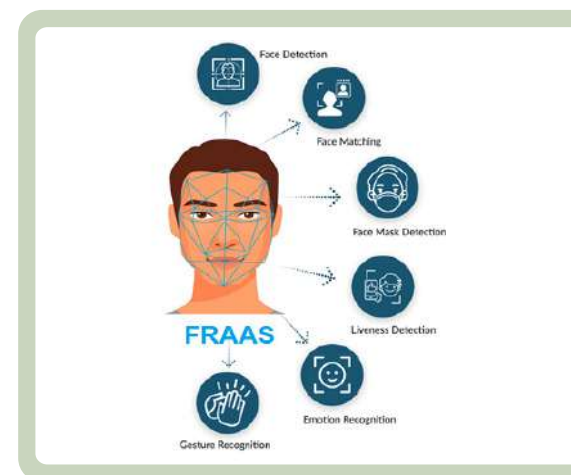 Face Detection
Face Matching
Face Mask Detection
Liveness Detection
FRAAS
Emotion Recognition
Gesture Recognition